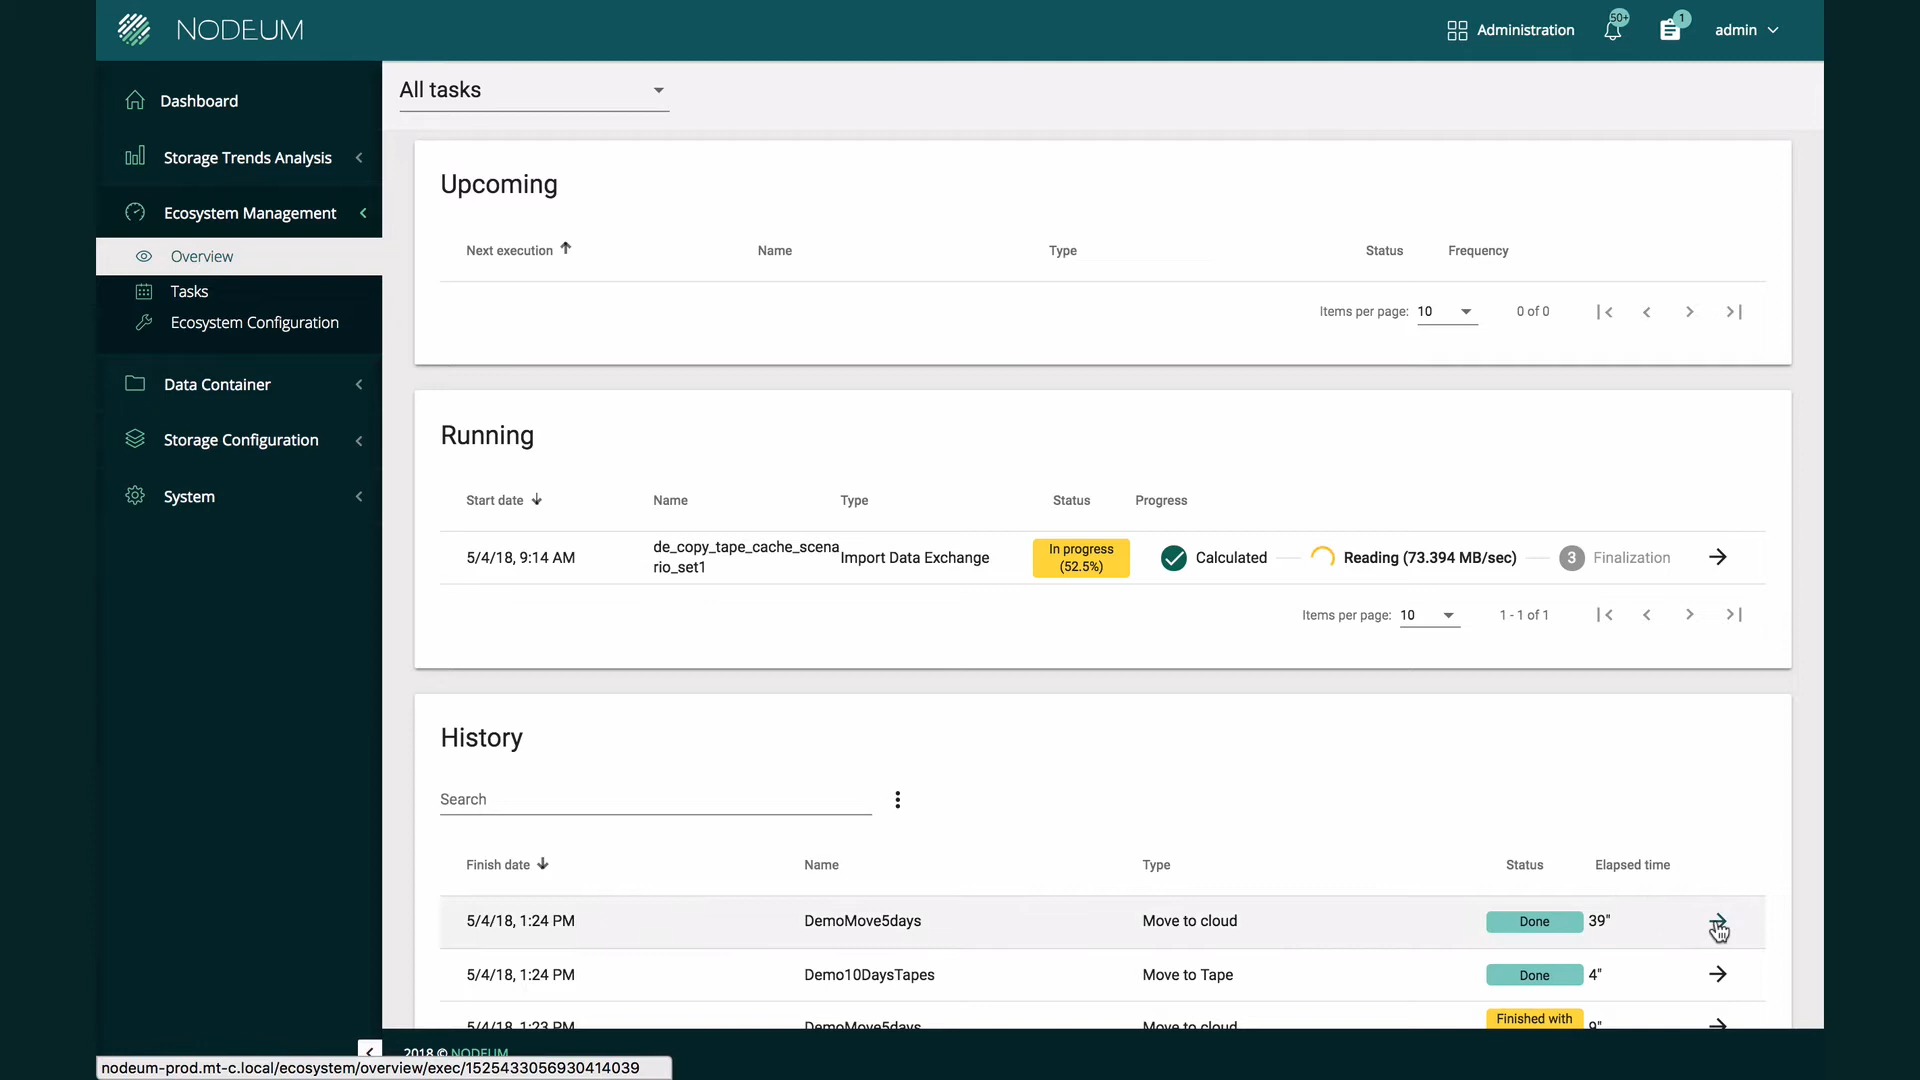 NODEUM
Administration
50+
1
admin
Dashboard
Storage Trends Analysis
Ecosystem Management
Overview
Tasks
Ecosystem Configuration
Data Container
Storage Configuration
System
All tasks
Upcoming
Next execution Name Type Status Frequency
Items per page: 10 0 of 0
Running
Start date Name Type Status Progress
5/4/18, 9:14 AM
de_copy_tape_cache_scena
rio_set1
Import Data Exchange
In progress
(52.5%)
Calculated
Reading (73.394 MB/sec)
3 Finalization
Items per page: 10 1 - 1 of 1
History
Search
Finish date Name Type Status Elapsed time
5/4/18, 1:24 PM DemoMove5days Move to cloud Done 39"
5/4/18, 1:24 PM Demo10DaysTapes Move to Tape Done 4"
5/4/18, 1:23 PM DemoMove5days Move to cloud Finished with 9"
2018 © NODEUM
nodeum-prod.mt-c.local/ecosystem/overview/exec/1525433056930414039